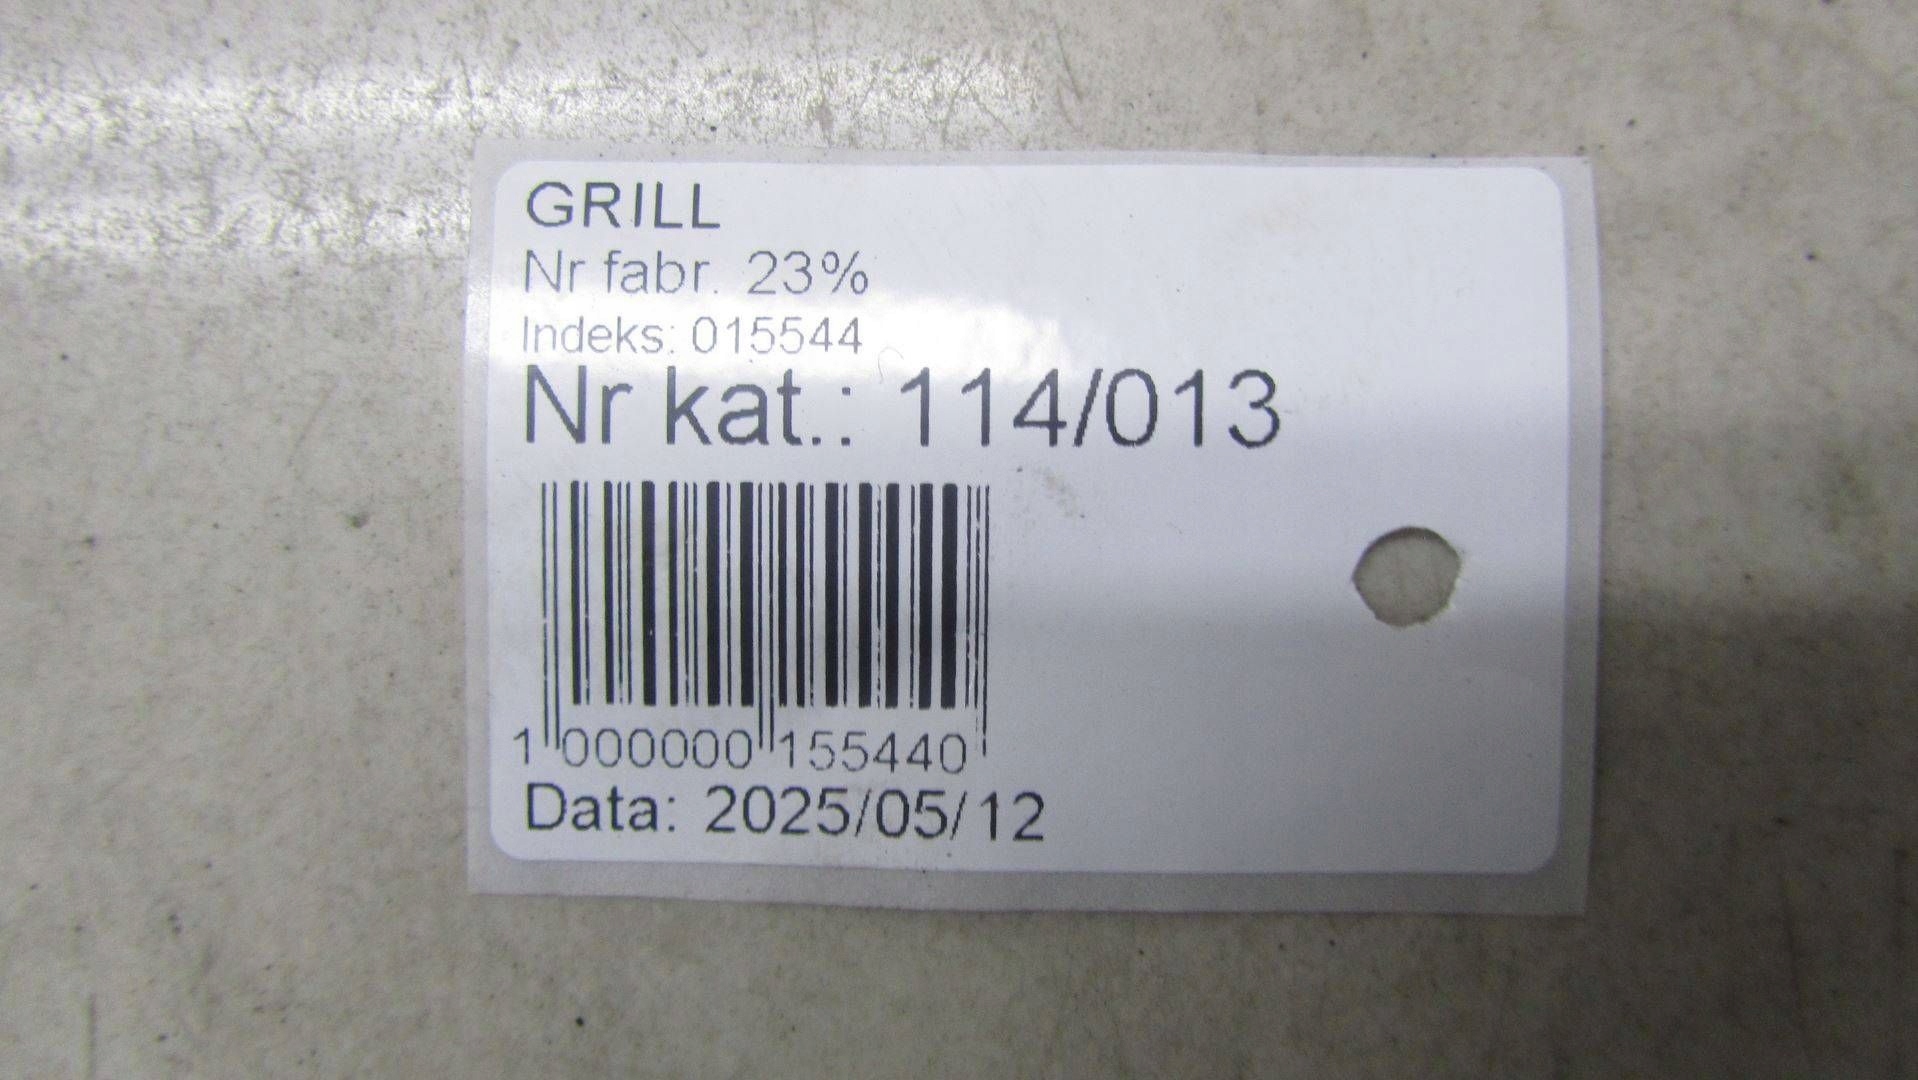 GRILL
Nr fabr. 23%
Indeks: 015544
Nr kat.: 114/013
1 000000 155440
Data: 2025/05/12